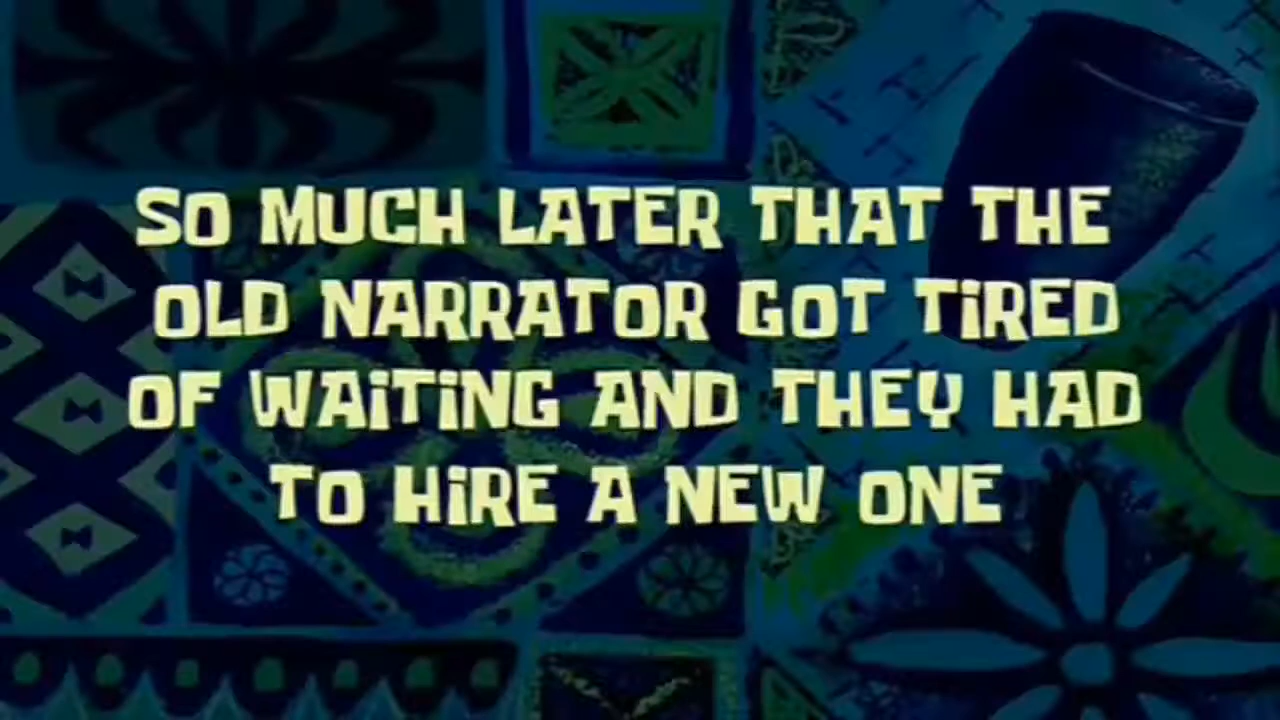 SO MUCH LATER THAT THE
OLD NARRATOR GOT TiRED
OF WAiTiNG AND THEY HAD
TO HiRE A NEW ONE